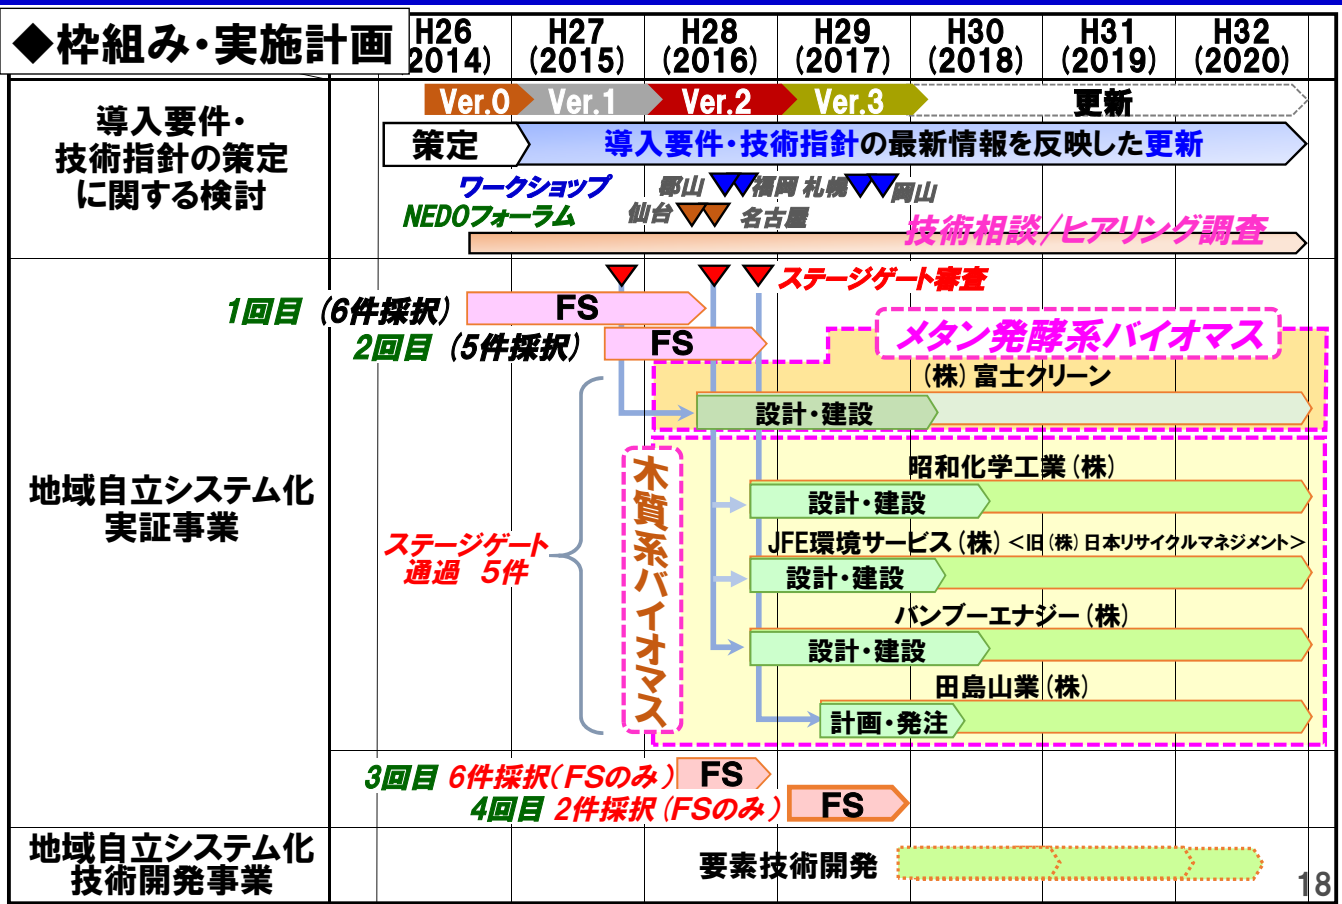 ◆枠組み・実施計画
H26
2014)
H27
(2015)
H28
(2016)
H29
(2017)
H30
(2018)
H31
(2019)
H32
(2020)
導入要件・
技術指針の策定
に関する検討
Ver.0
Ver.1
Ver.2
Ver.3
更新
策定
導入要件・技術指針の最新情報を反映した更新
ワークショップ
郡山
福岡
札幌
岡山
NEDOフォーラム
仙台
名古屋
技術相談/ヒアリング調査
地域自立システム化
実証事業
ステージゲート審査
1回目 (6件採択)
FS
2回目 (5件採択)
FS
メタン発酵系バイオマス
(株)富士クリーン
設計・建設
木質系バイオマス
昭和化学工業(株)
設計・建設
ステージゲート
通過 5件
JFE環境サービス(株)<旧(株)日本リサイクルマネジメント>
設計・建設
バンブーエナジー(株)
設計・建設
田島山業(株)
計画・発注
3回目 6件採択(FSのみ)
FS
4回目 2件採択(FSのみ)
FS
地域自立システム化
技術開発事業
要素技術開発
18